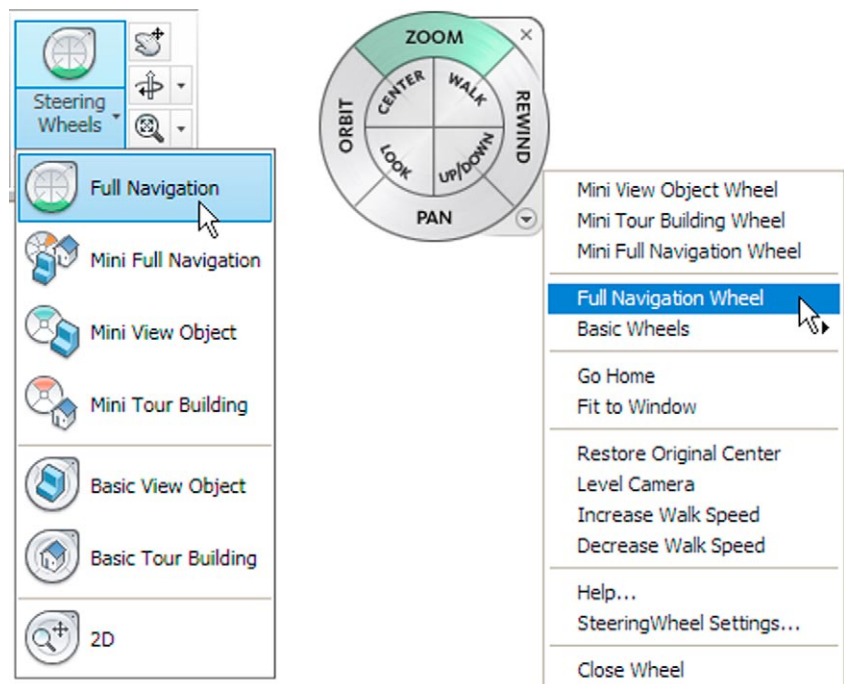 Steering
Wheels
Full Navigation
Mini Full Navigation
Mini View Object
Mini Tour Building
Basic View Object
Basic Tour Building
2D
ZOOM
CENTER
WALK
ORBIT
REWIND
LOOK
UP/DOWN
PAN
Mini View Object Wheel
Mini Tour Building Wheel
Mini Full Navigation Wheel
Full Navigation Wheel
Basic Wheels
Go Home
Fit to Window
Restore Original Center
Level Camera
Increase Walk Speed
Decrease Walk Speed
Help...
SteeringWheel Settings...
Close Wheel